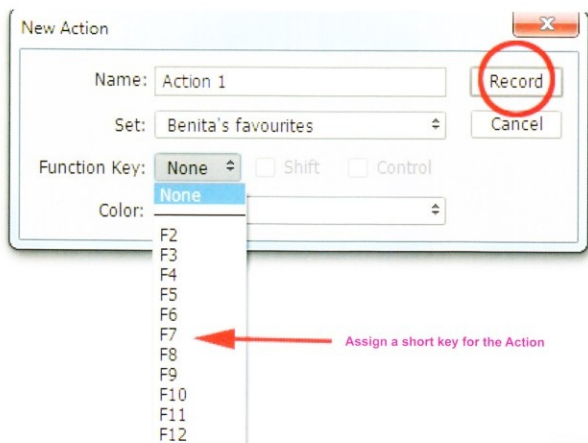 New Action
Name: Action 1
Record
Set: Benita's favourites
Cancel
Function Key: None
Shift
Control
None
Color:
F2
F3
F4
F5
F6
F7
Assign a short key for the Action
F8
F9
F10
F11
F12